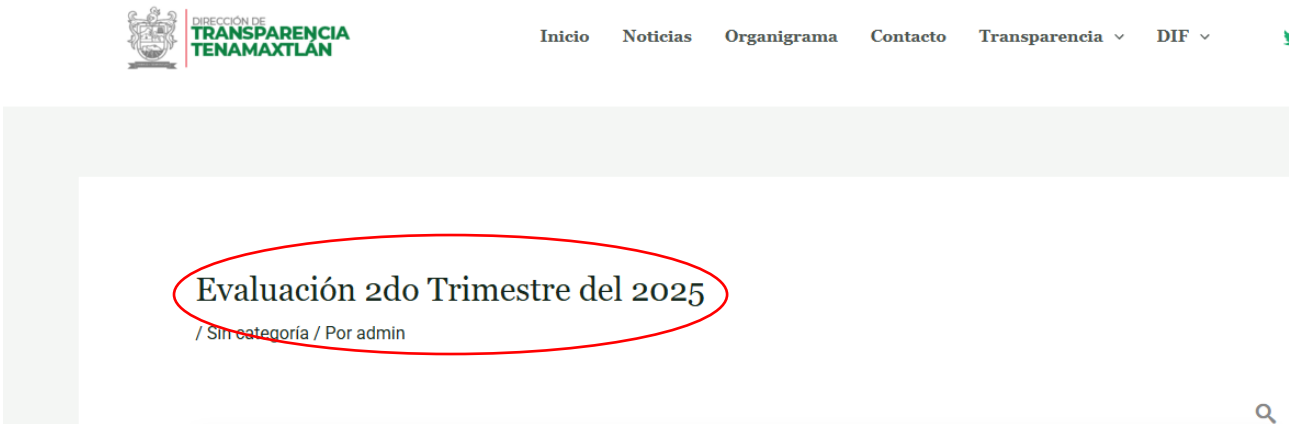 DIRECCIÓN DE
TRANSPARENCIA
TENAMAXTLÁN
Inicio Noticias Organigrama Contacto Transparencia DIF
Evaluación 2do Trimestre del 2025
/ Sin categoría / Por admin